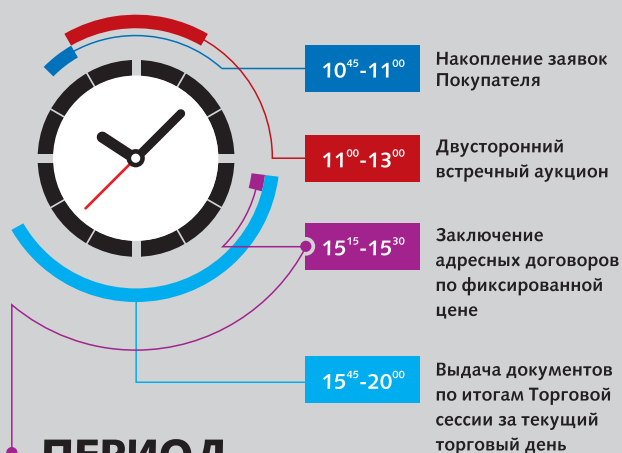 10⁴⁵-11⁰⁰
Накопление заявок
Покупателя
11⁰⁰-13⁰⁰
Двусторонний
встречный аукцион
15¹⁵-15³⁰
Заключение
адресных договоров
по фиксированной
цене
15⁴⁵-20⁰⁰
Выдача документов
по итогам Торговой
сессии за текущий
торговый день
ПЕРИОД